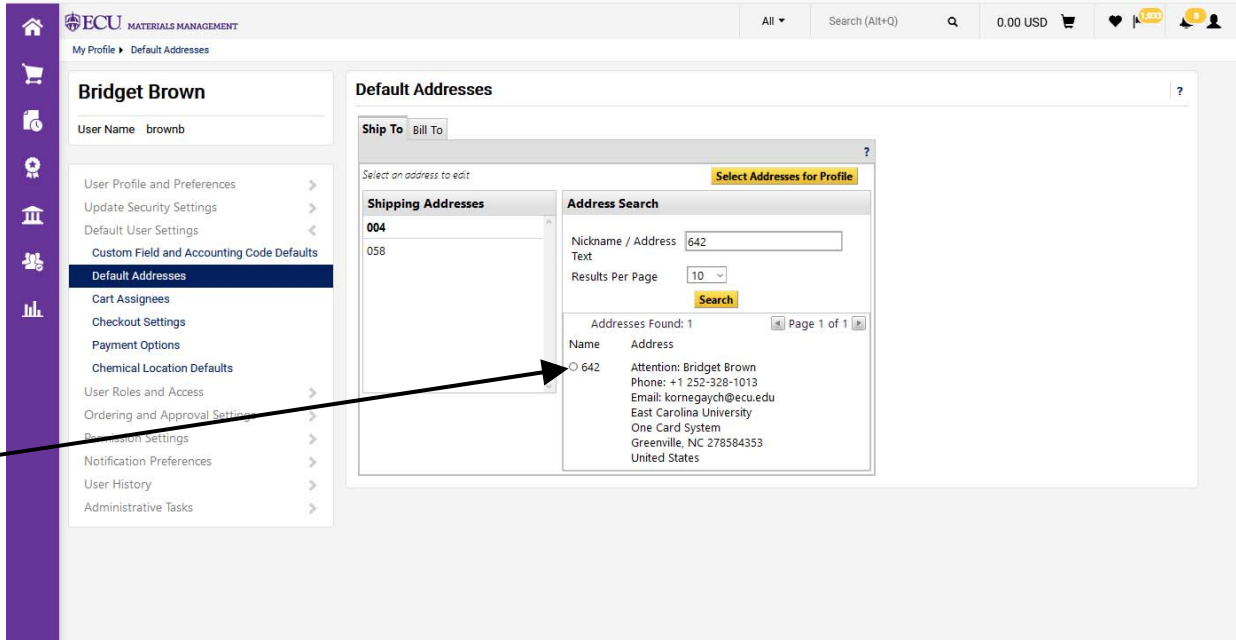 ECU MATERIALS MANAGEMENT
All
Search (Alt+Q)
0.00 USD
My Profile Default Addresses
Bridget Brown
User Name brownb
User Profile and Preferences
Update Security Settings
Default User Settings
Custom Field and Accounting Code Defaults
Default Addresses
Cart Assignees
Checkout Settings
Payment Options
Chemical Location Defaults
User Roles and Access
Ordering and Approval Settings
Permission Settings
Notification Preferences
User History
Administrative Tasks
Default Addresses
?
Ship To Bill To
?
Select an address to edit
Select Addresses for Profile
Shipping Addresses
004
058
Address Search
Nickname / Address
Text
642
Results Per Page 10
Search
Addresses Found: 1 Page 1 of 1
Name Address
642 Attention: Bridget Brown
Phone: +1 252-328-1013
Email: kornegaych@ecu.edu
East Carolina University
One Card System
Greenville, NC 278584353
United States